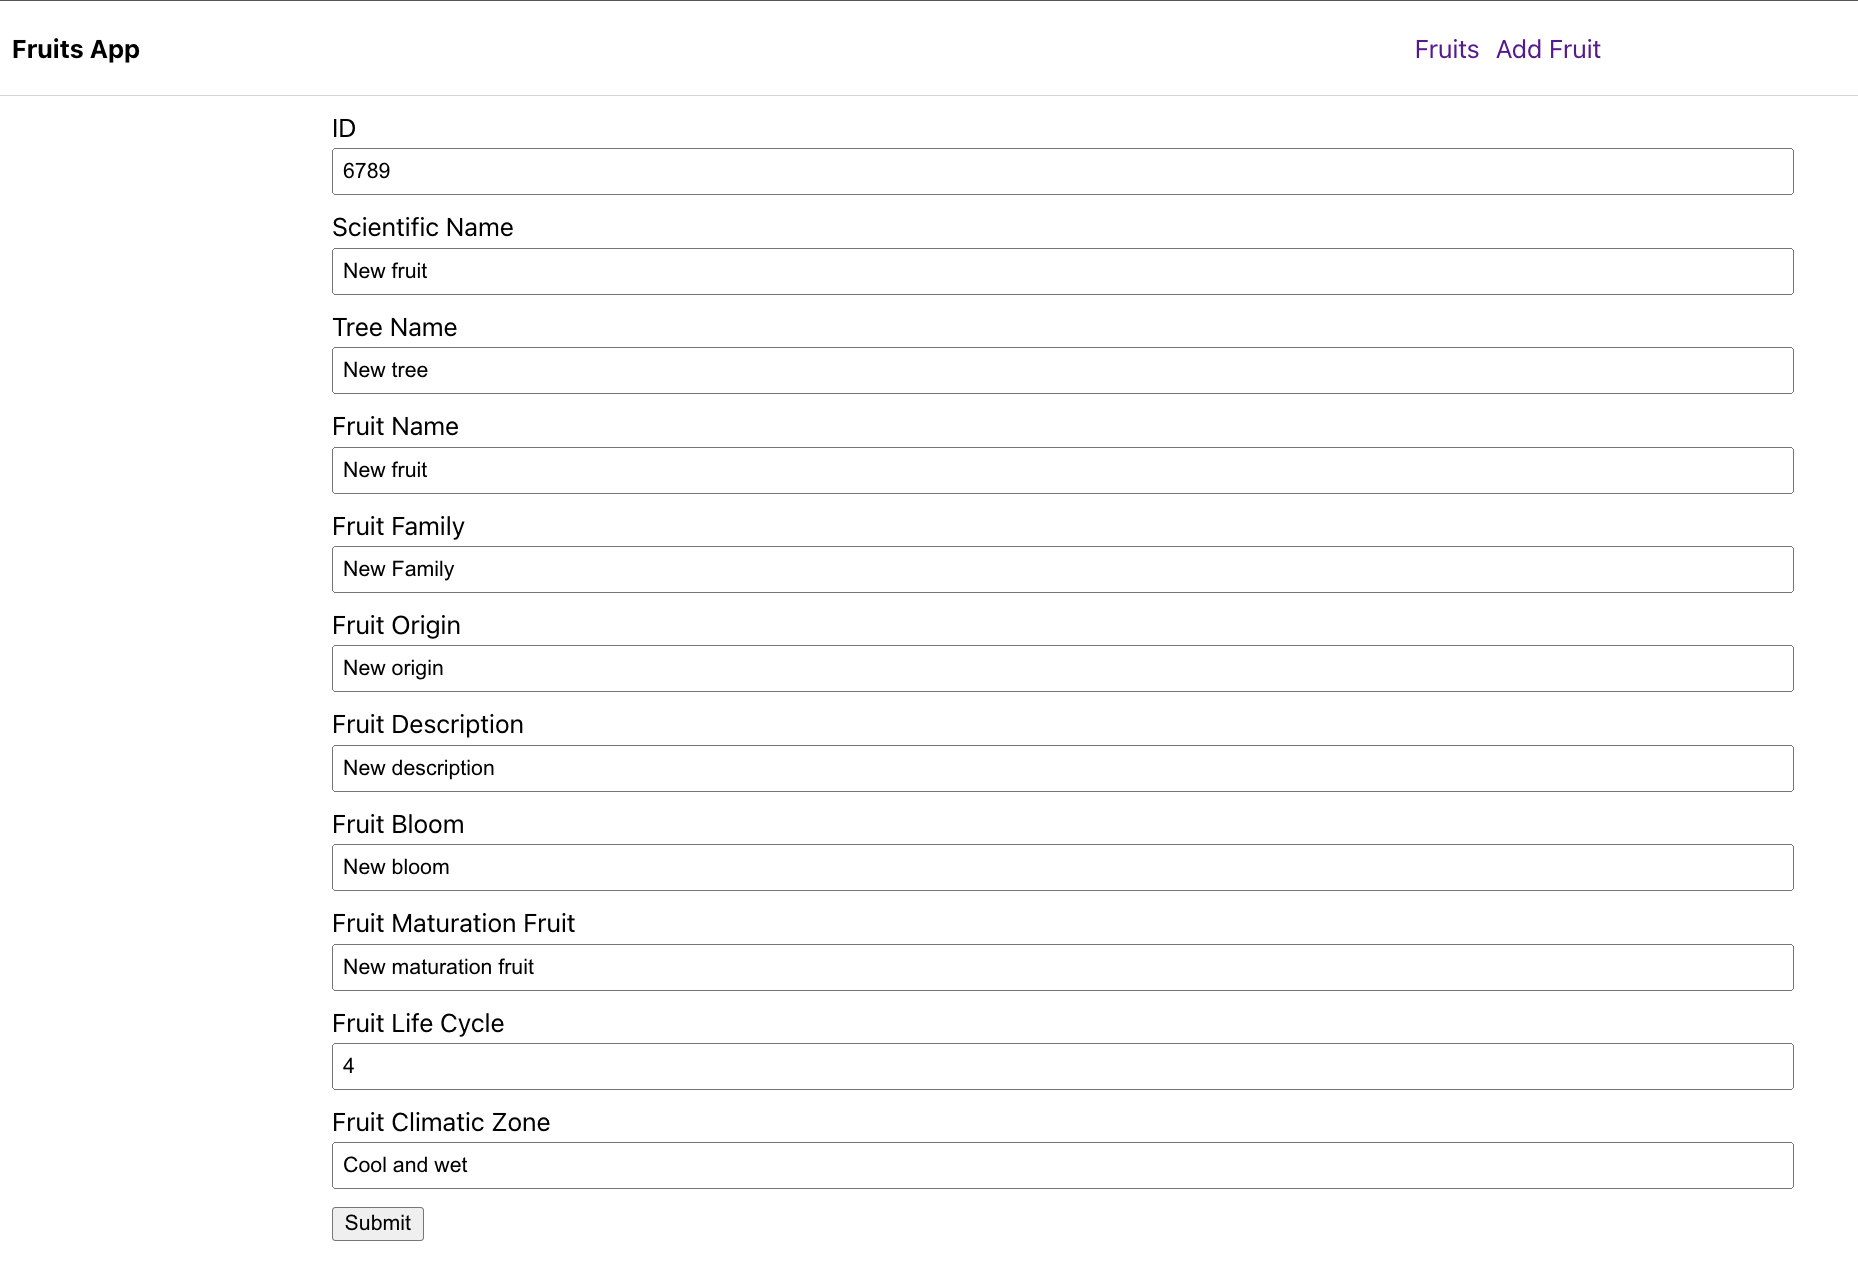 Fruits App
Fruits Add Fruit
ID
6789
Scientific Name
New fruit
Tree Name
New tree
Fruit Name
New fruit
Fruit Family
New Family
Fruit Origin
New origin
Fruit Description
New description
Fruit Bloom
New bloom
Fruit Maturation Fruit
New maturation fruit
Fruit Life Cycle
4
Fruit Climatic Zone
Cool and wet
Submit